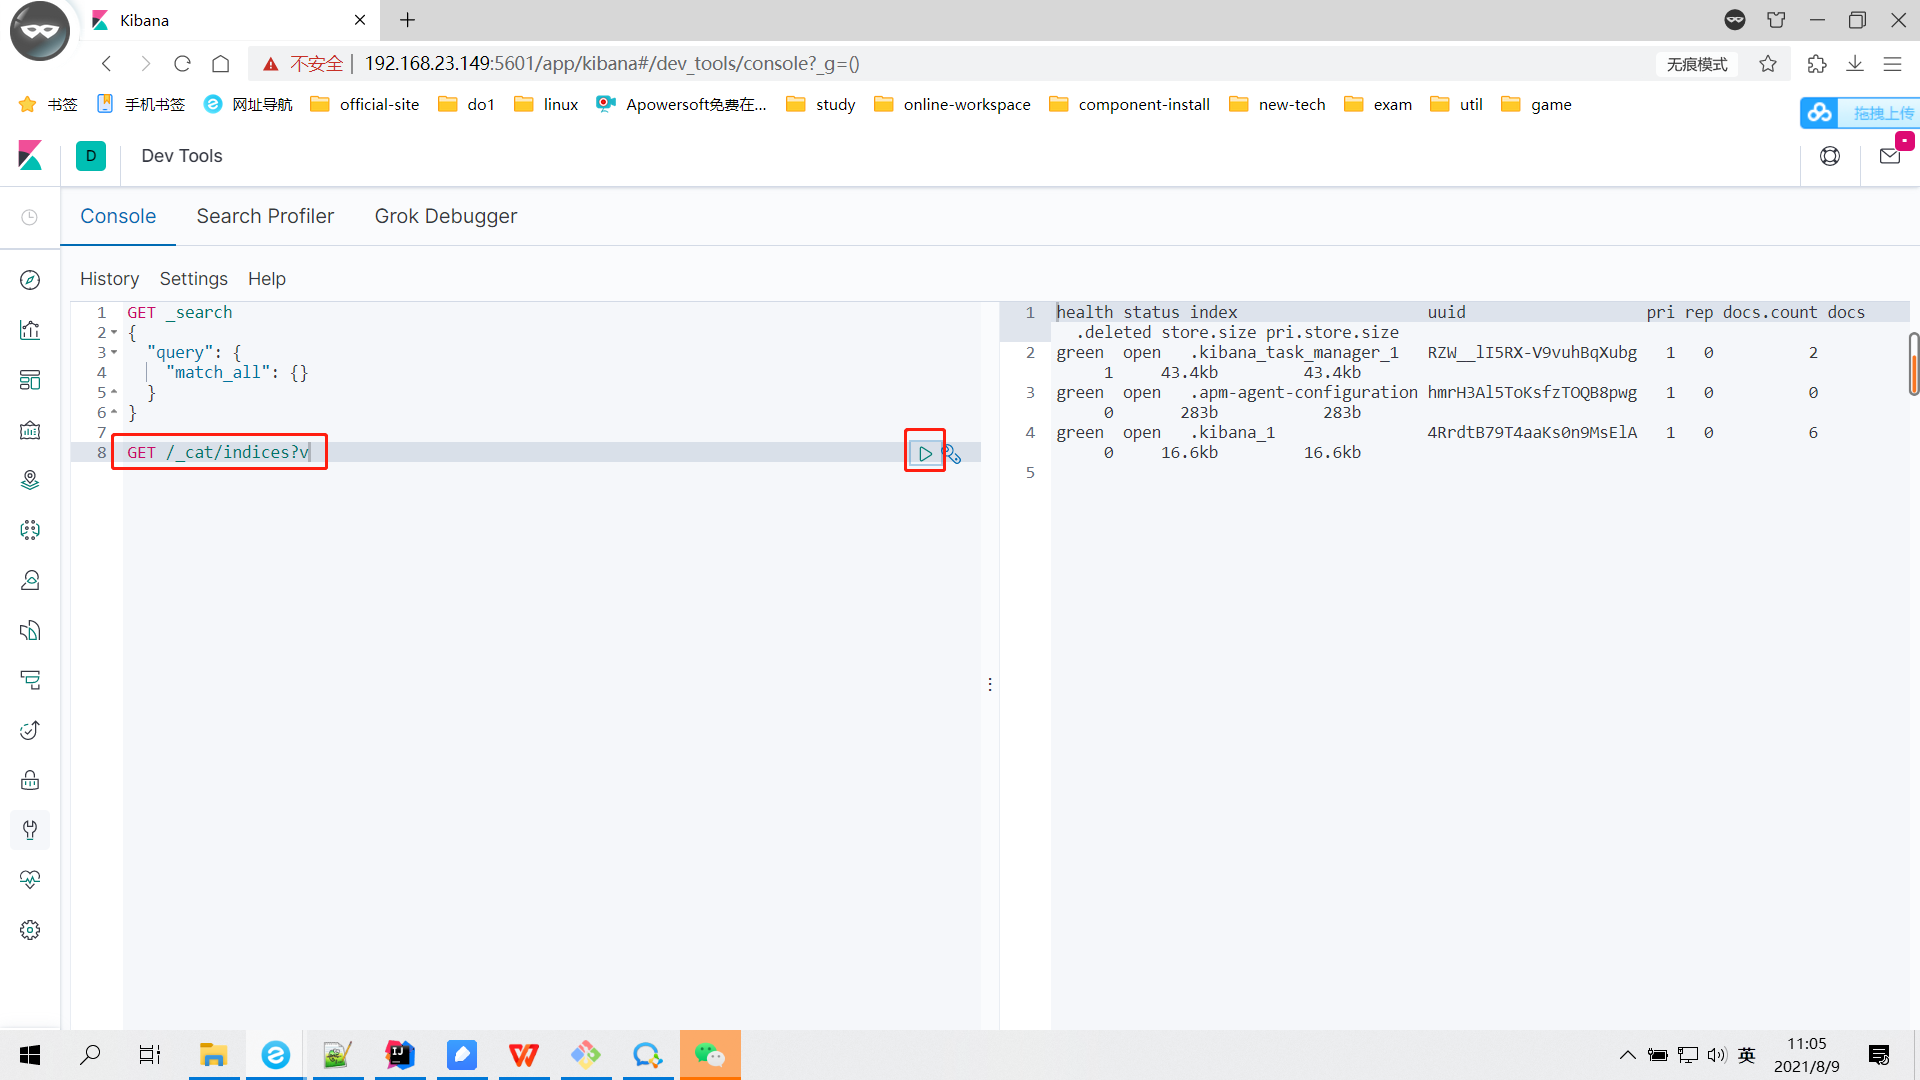 Kibana
不安全 192.168.23.149:5601/app/kibana#/dev_tools/console?_g=() 无痕模式
书签 手机书签 网址导航 official-site do1 linux Apowersoft免费在... study online-workspace component-install new-tech exam util game
拖拽上传
D Dev Tools
Console Search Profiler Grok Debugger
History Settings Help
1 GET _search
2 {
3 "query": {
4 "match_all": {}
5 }
6 }
7
8 GET /_cat/indices?v
1 health status index uuid pri rep docs.count docs
.deleted store.size pri.store.size
2 green open .kibana_task_manager_1 RZW__lI5RX-V9vuhBqXubg 1 0 2
1 43.4kb 43.4kb
3 green open .apm-agent-configuration hmrH3Al5ToKsfzTOQB8pwg 1 0 0
0 283b 283b
4 green open .kibana_1 4RrdtB79T4aaKs0n9MsElA 1 0 6
0 16.6kb 16.6kb
5
英
11:05
2021/8/9